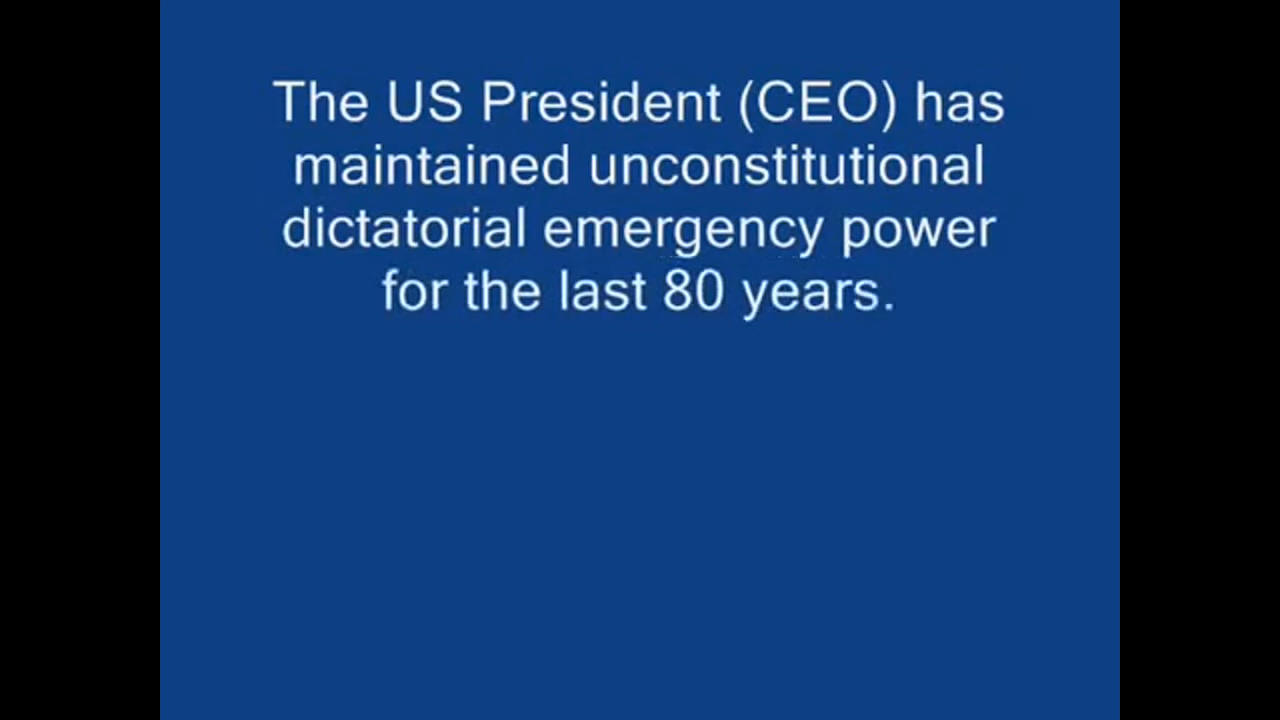 The US President (CEO) has
maintained unconstitutional
dictatorial emergency power
for the last 80 years.